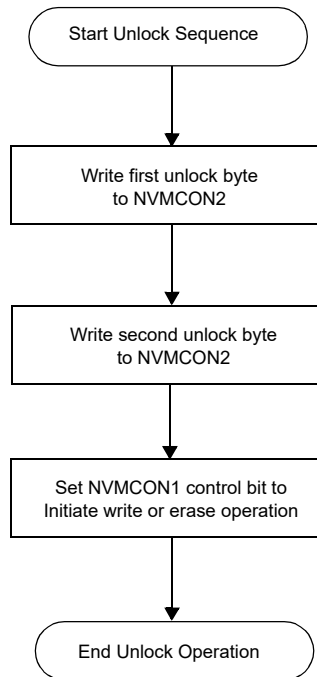 Start Unlock Sequence
Write first unlock byte
to NVMCON2
Write second unlock byte
to NVMCON2
Set NVMCON1 control bit to
Initiate write or erase operation
End Unlock Operation